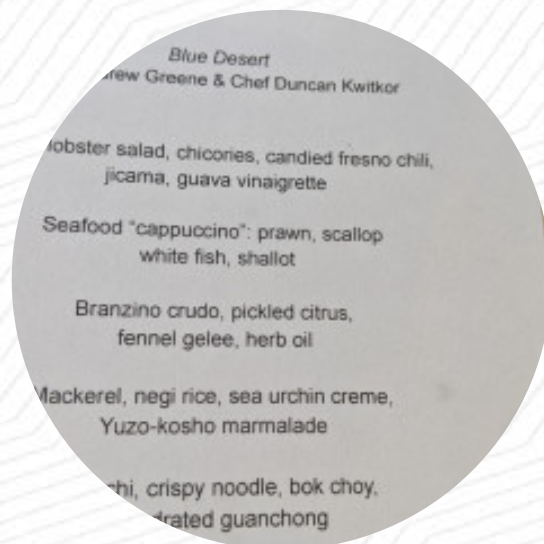 Blue Desert
Greene & Chef Duncan Kwitkor
lobster salad, chicories, candied fresno chili,
jicama, guava vinaigrette
Seafood "cappuccino": prawn, scallop
white fish, shallot
Branzino crudo, pickled citrus,
fennel gelee, herb oil
Mackerel, negi rice, sea urchin creme,
Yuzo-kosho marmalade
crispy noodle, bok choy,
guanchong